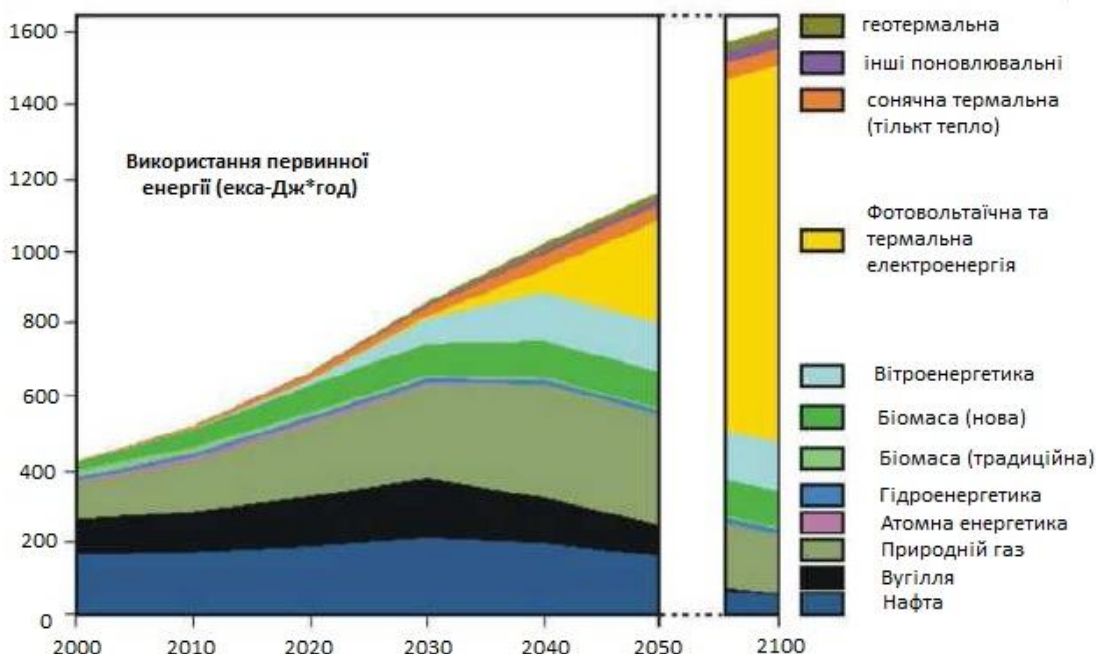 1600
1400
1200
1000
800
600
400
200
0
Використання первинної
енергії (екса-Дж*год)
2000 2010 2020 2030 2040 2050 2100
геотермальна
інші поновлювальні
сонячна термальна
(тількт тепло)
Фотовольтаїчна та
термальна
електроенергія
Вітроенергетика
Біомаса (нова)
Біомаса (традиційна)
Гідроенергетика
Атомна енергетика
Природній газ
Вугілля
Нафта